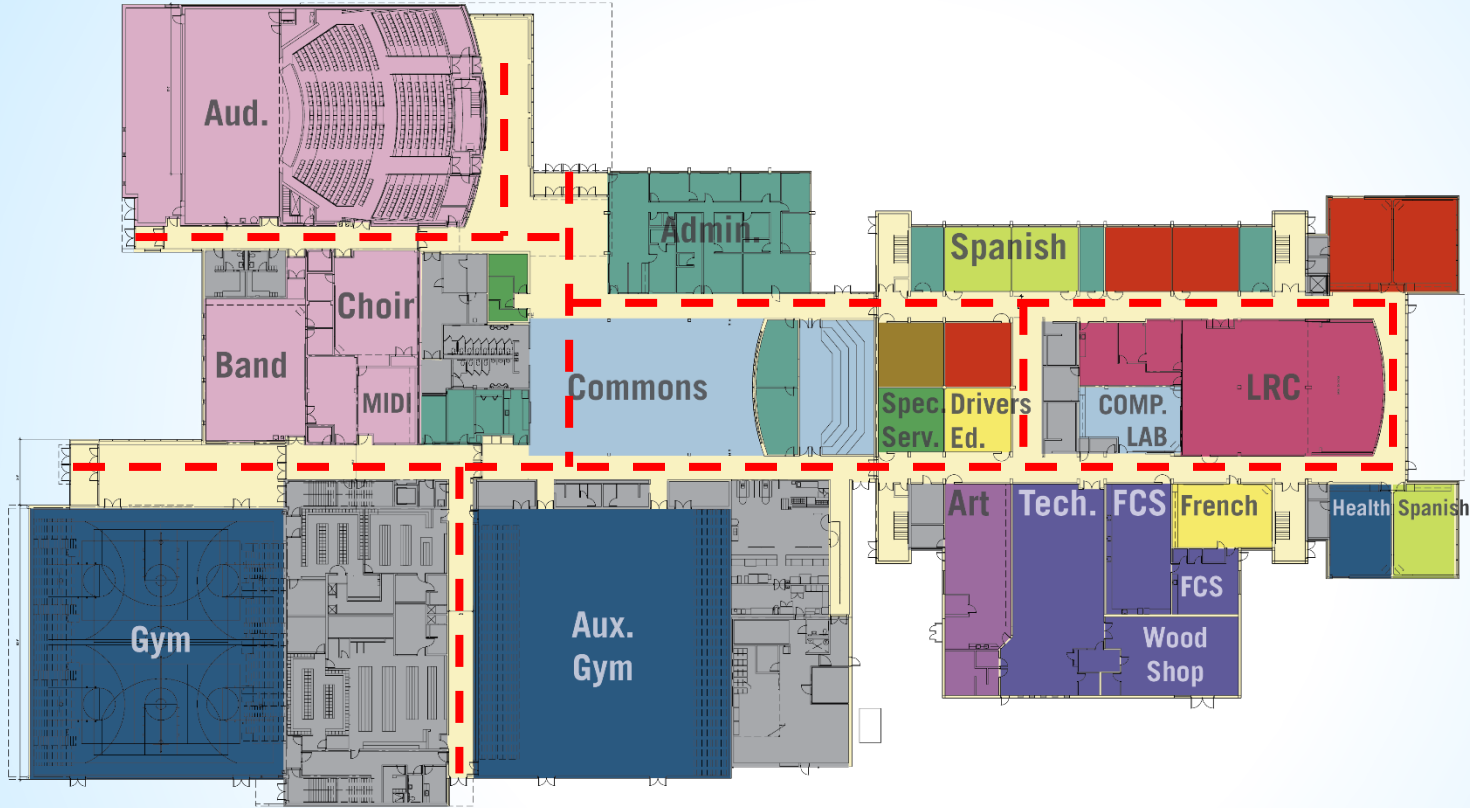 Aud.
Admin.
Spanish
Choir
Band
MIDI
Commons
Spec.
Serv.
Drivers
Ed.
COMP.
LAB
LRC
Art
Tech.
FCS
French
Health
Spanish
FCS
Gym
Aux.
Gym
Wood
Shop